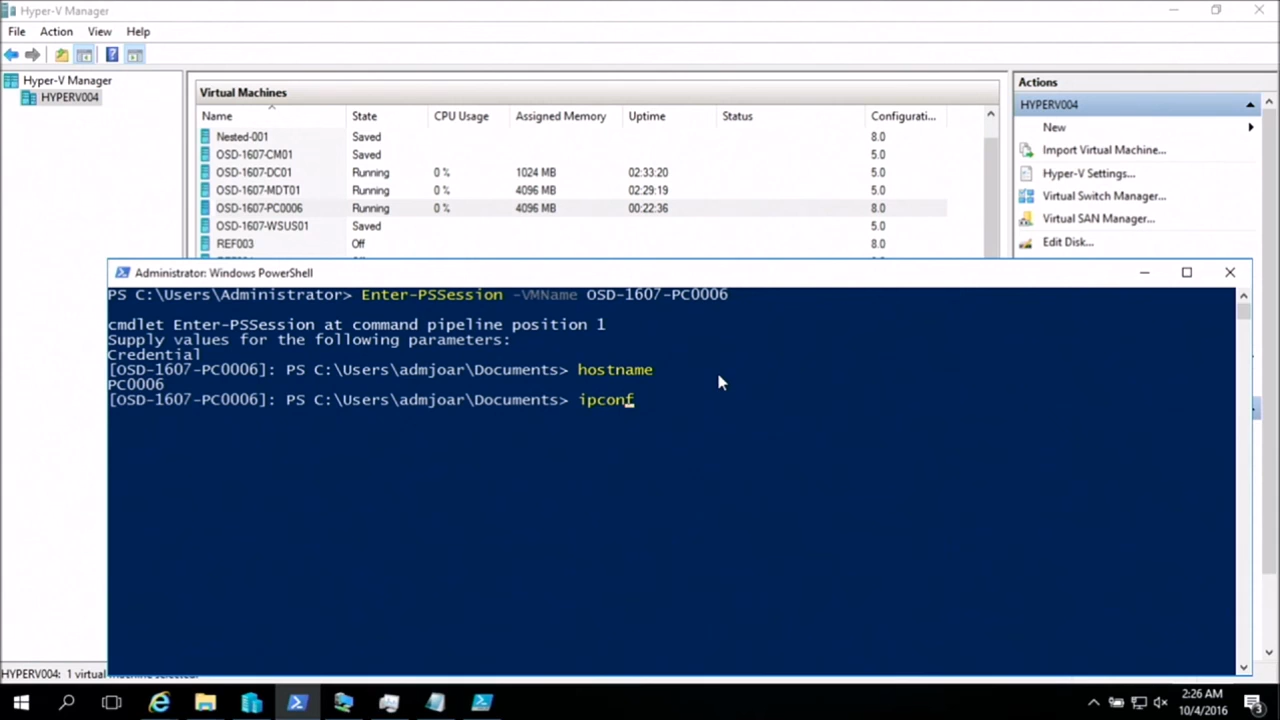 Hyper-V Manager
File Action View Help
Hyper-V Manager
HYPERV004
Virtual Machines
Name State CPU Usage Assigned Memory Uptime Status Configurati...
Nested-001 Saved 8.0
OSD-1607-CM01 Saved 5.0
OSD-1607-DC01 Running 0 % 1024 MB 02:33:20 5.0
OSD-1607-MDT01 Running 0 % 4096 MB 02:29:19 5.0
OSD-1607-PC0006 Running 0 % 4096 MB 00:22:36 8.0
OSD-1607-WSUS01 Saved 5.0
REF003 Off 8.0
Actions
HYPERV004
New
Import Virtual Machine...
Hyper-V Settings...
Virtual Switch Manager...
Virtual SAN Manager...
Edit Disk...
Administrator: Windows PowerShell
PS C:\Users\Administrator> Enter-PSSession -VMName OSD-1607-PC0006
cmdlet Enter-PSSession at command pipeline position 1
Supply values for the following parameters:
Credential
[OSD-1607-PC0006]: PS C:\Users\admjoar\Documents> hostname
PC0006
[OSD-1607-PC0006]: PS C:\Users\admjoar\Documents> ipconf
HYPERV004: 1 virtual machine selected.
2:26 AM
10/4/2016
3